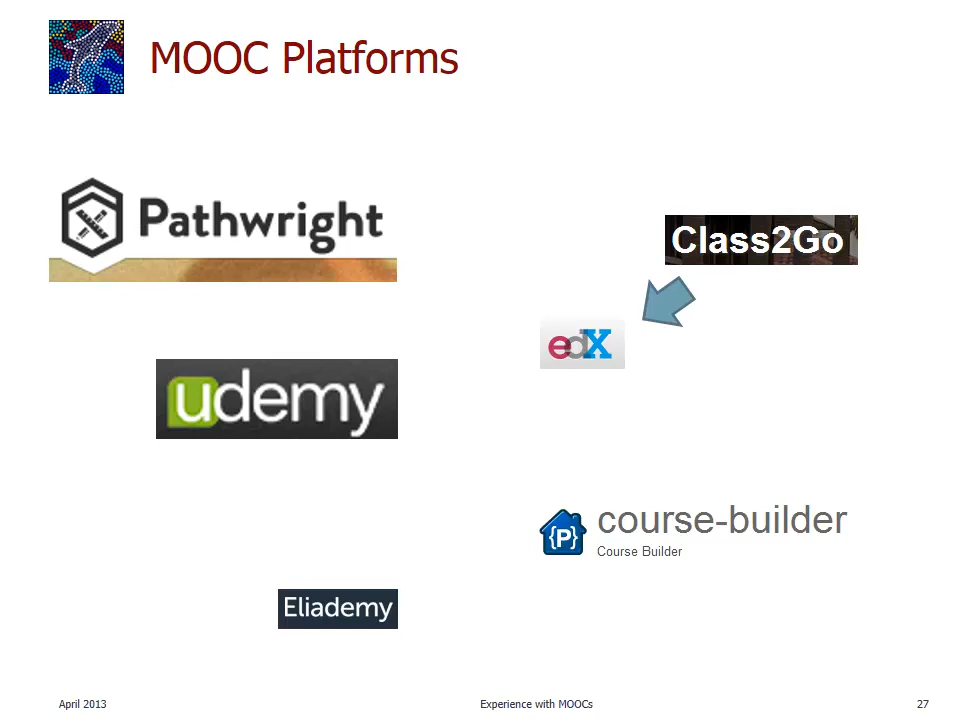 MOOC Platforms
Pathwright
Class2Go
edX
udemy
{P}
course-builder
Course Builder
Eliademy
April 2013
Experience with MOOCs
27